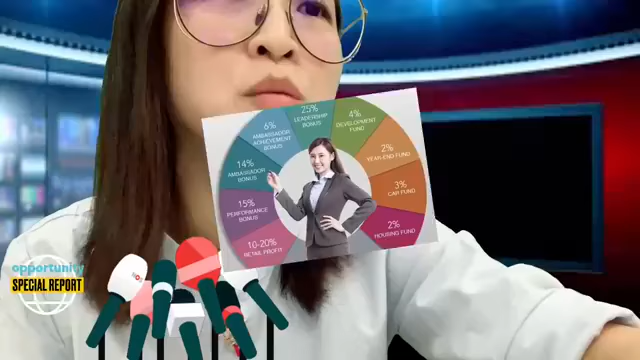 25%
LEADERSHIP
BONUS
4%
DEVELOPMENT
FUND
6%
AMBASSADOR
ACHIEVEMENT
BONUS
2%
YEAR-END FUND
14%
AMBASSADOR
BONUS
3%
CAR FUND
15%
PERFORMANCE
BONUS
2%
HOUSING FUND
10-20%
RETAIL PROFIT
opportunity
SPECIAL REPORT